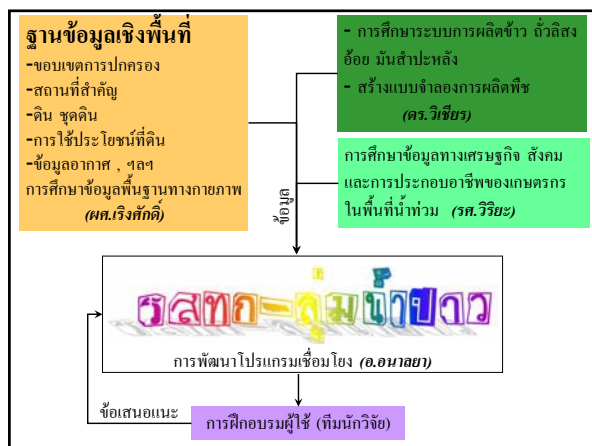 ฐานข้อมูลเชิงพื้นที่
-ขอบเขตการปกครอง
-สถานที่สำคัญ
-ดิน ชุดดิน
-การใช้ประโยชน์ที่ดิน
-ข้อมูลอากาศ , ฯลฯ
การศึกษาข้อมูลพื้นฐานทางกายภาพ
(ผศ.เริงศักดิ์)
- การศึกษาระบบการผลิตข้าว ถั่วลิสง
อ้อย มันสำปะหลัง
- สร้างแบบจำลองการผลิตพืช
(ดร.วิเชียร)
การศึกษาข้อมูลทางเศรษฐกิจ สังคม
และการประกอบอาชีพของเกษตรกร
ในพื้นที่น้ำท่วม (รศ.วิริยะ)
ข้อมูล
รสทก-ลุ่มน้ำขาว
การพัฒนาโปรแกรมเชื่อมโยง (อ.อนาลยา)
ข้อเสนอแนะ
การฝึกอบรมผู้ใช้ (ทีมนักวิจัย)